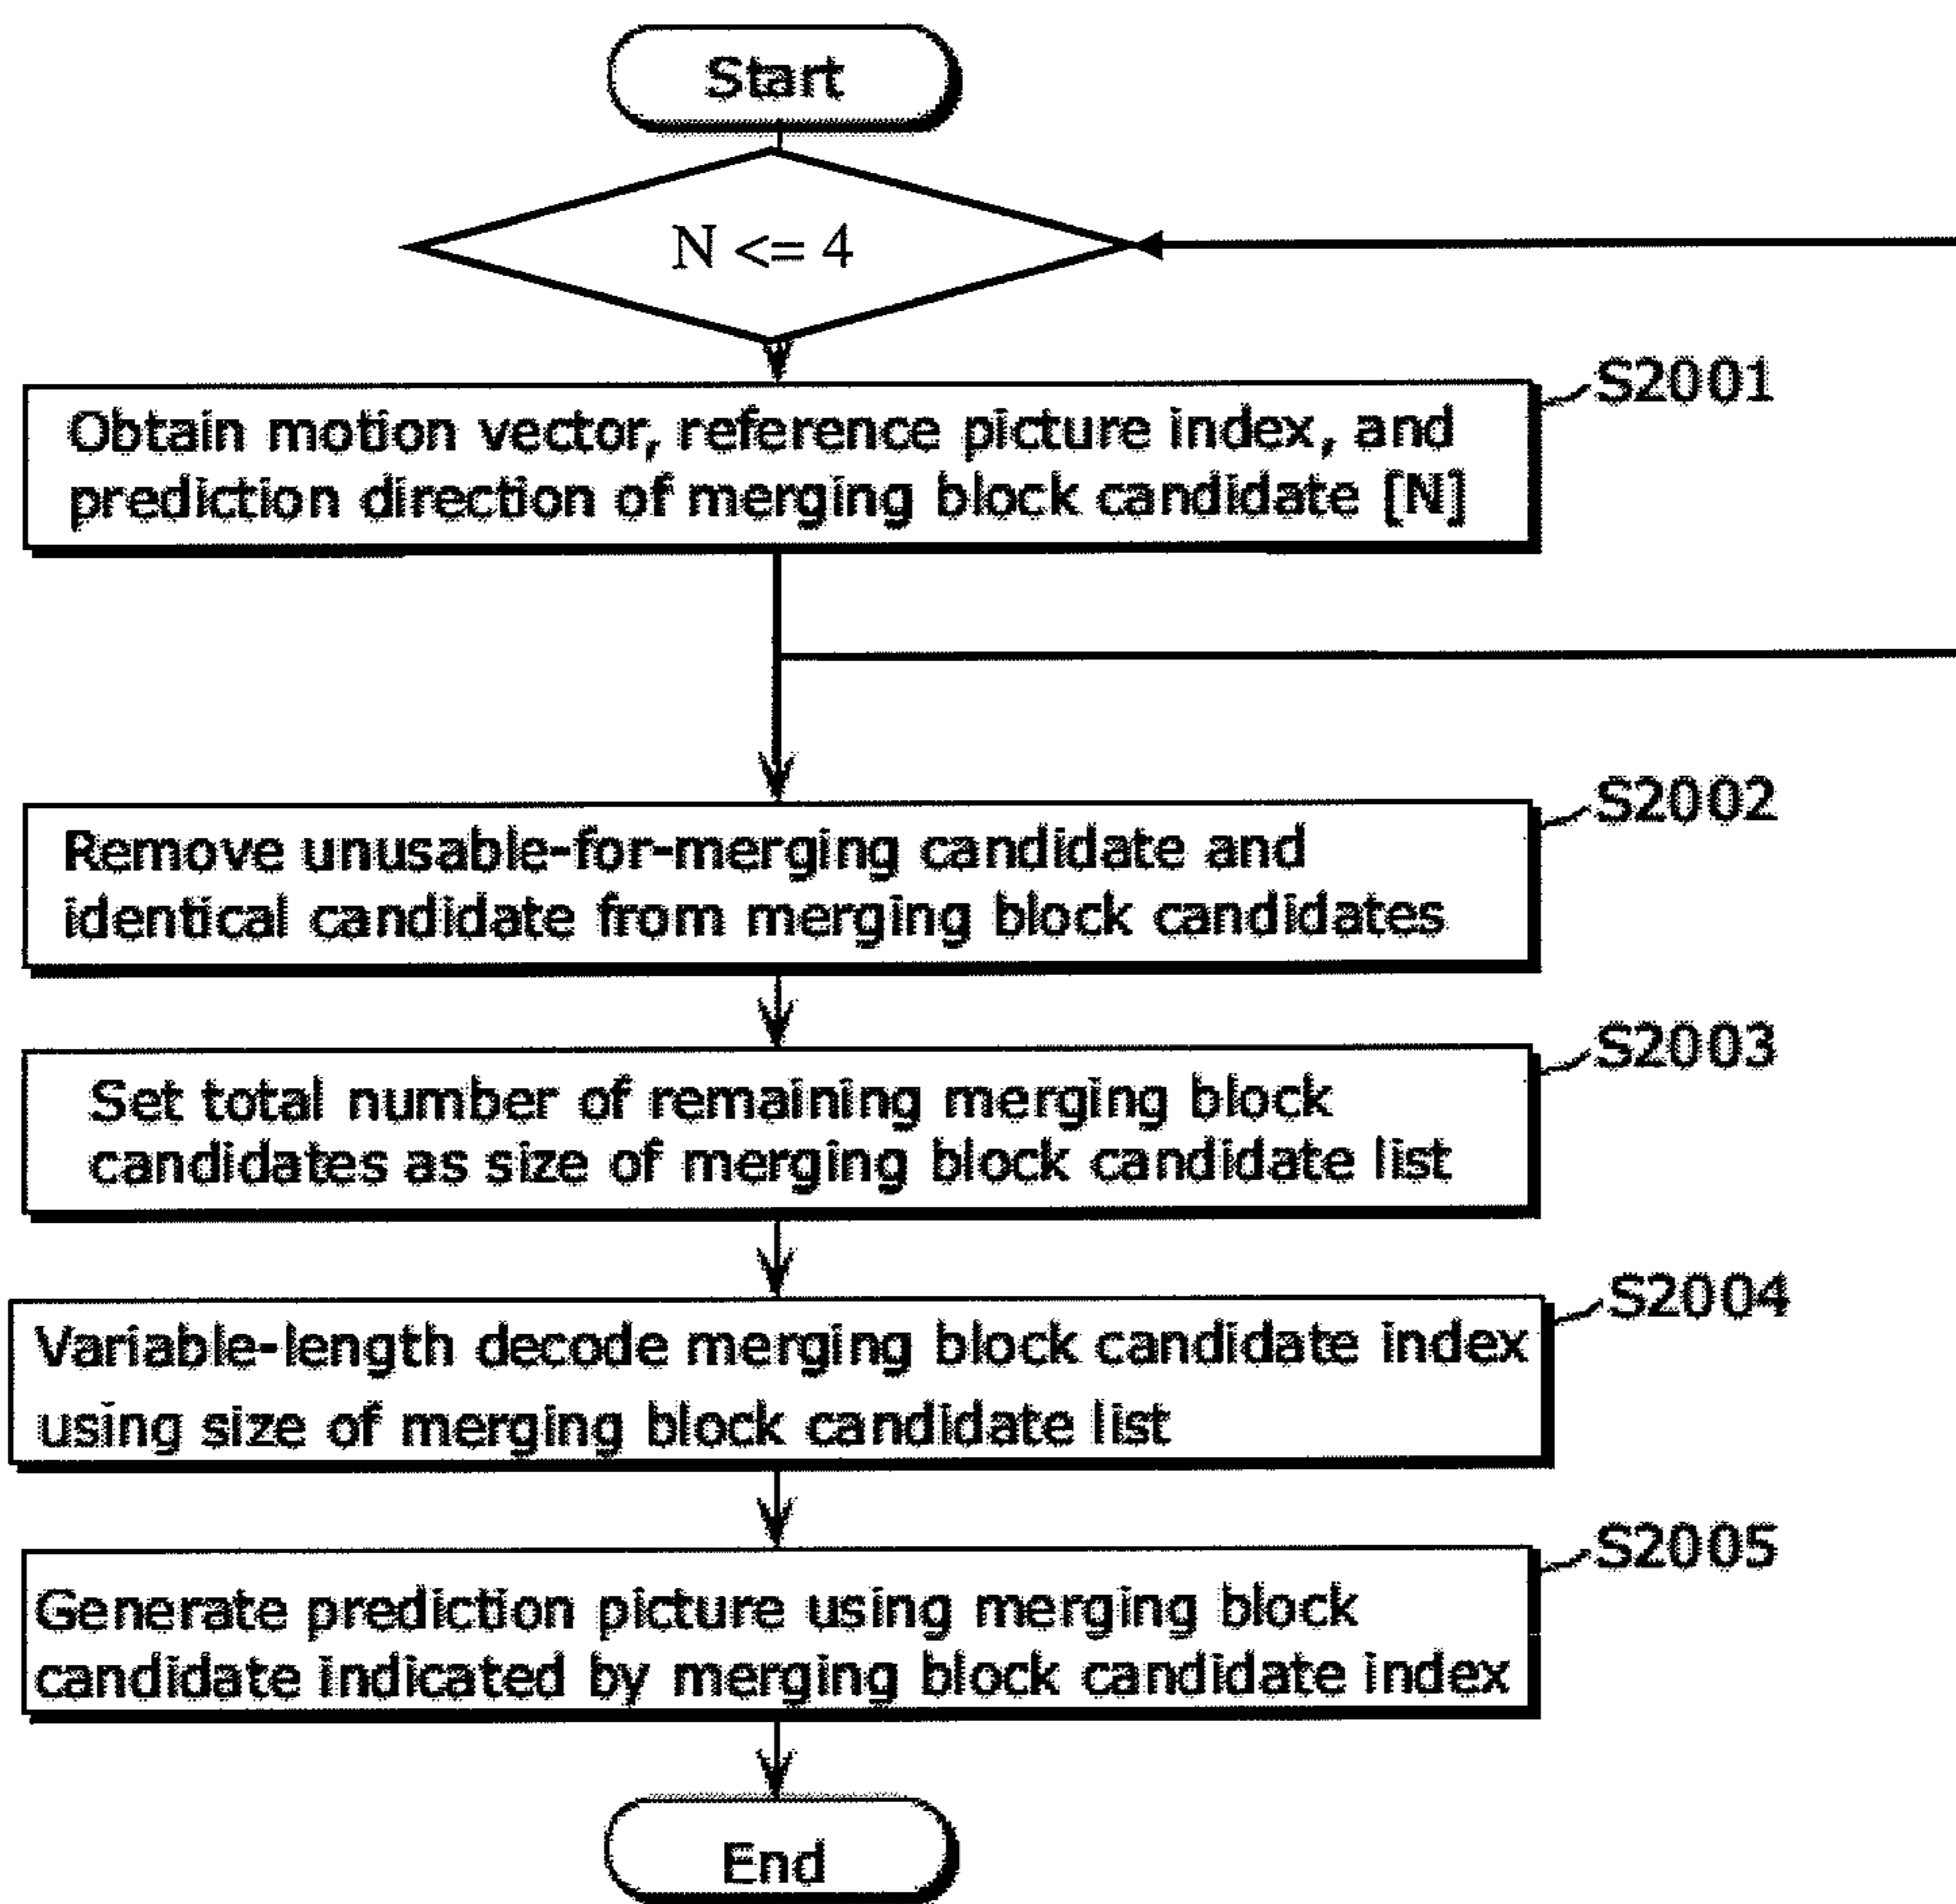 Start
N <= 4
S2001
Obtain motion vector, reference picture index, and
prediction direction of merging block candidate [N]
S2002
Remove unusable-for-merging candidate and
identical candidate from merging block candidates
S2003
Set total number of remaining merging block
candidates as size of merging block candidate list
S2004
Variable-length decode merging block candidate index
using size of merging block candidate list
S2005
Generate prediction picture using merging block
candidate indicated by merging block candidate index
End